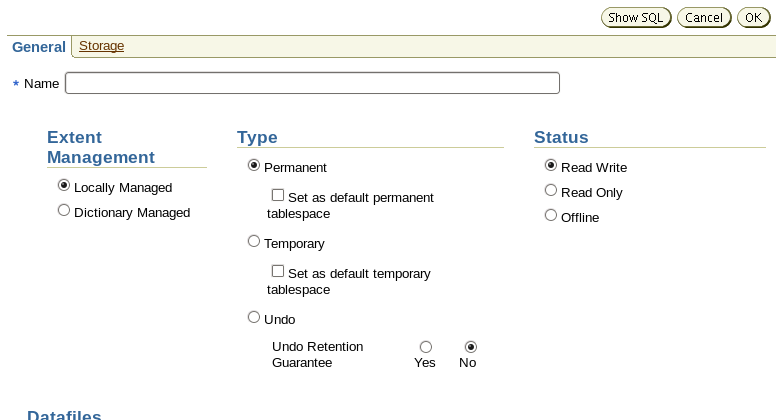 Show SQL Cancel OK
General Storage
* Name
Extent Management
Locally Managed
Dictionary Managed
Type
Permanent
Set as default permanent
tablespace
Temporary
Set as default temporary
tablespace
Undo
Undo Retention
Guarantee Yes No
Status
Read Write
Read Only
Offline
Datafiles